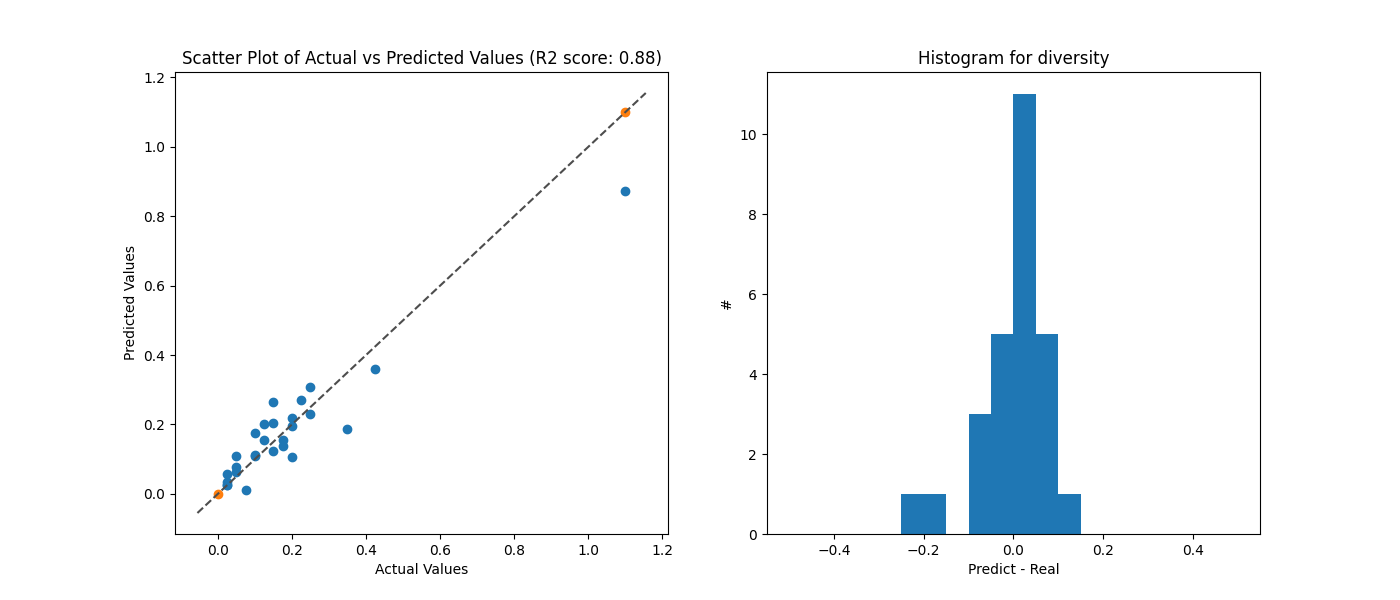 Scatter Plot of Actual vs Predicted Values (R2 score: 0.88)
1.2
1.0
0.8
0.6
0.4
0.2
0.0
Predicted Values
0.0 0.2 0.4 0.6 0.8 1.0 1.2
Actual Values
Histogram for diversity
10
8
6
4
2
0
#
−0.4 −0.2 0.0 0.2 0.4
Predict - Real